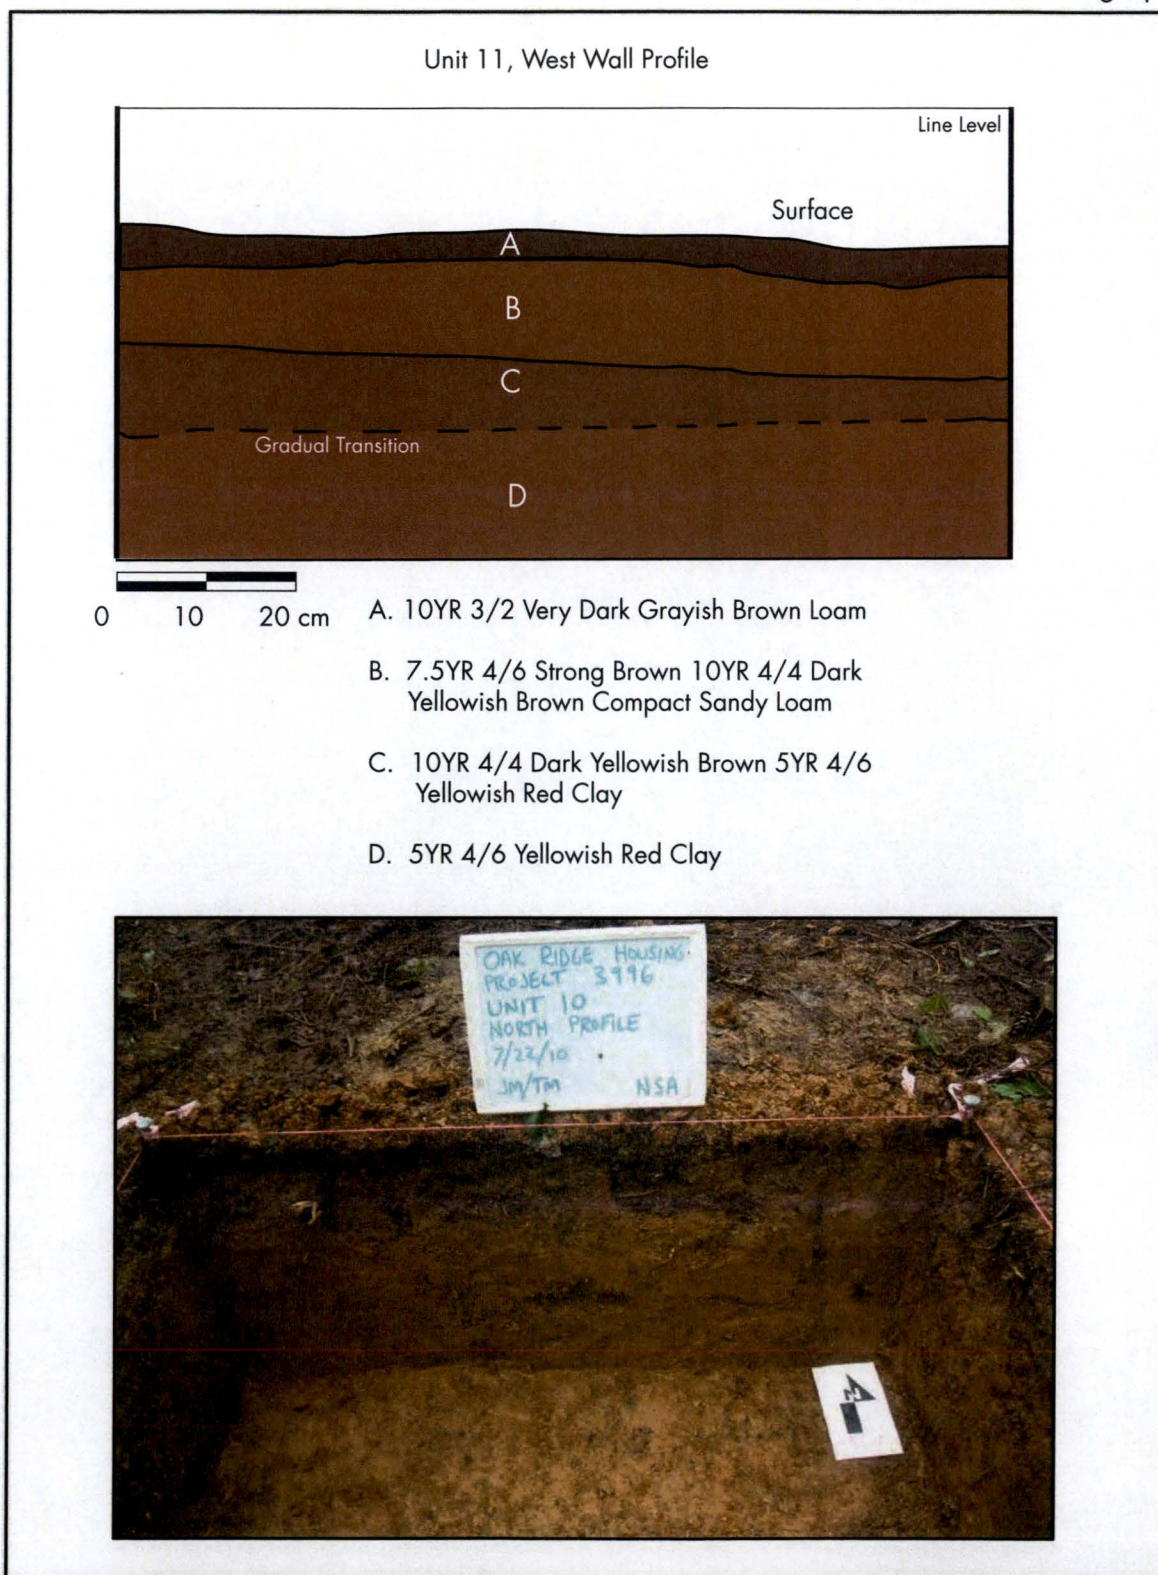 Unit 11, West Wall Profile
Line Level
Surface
A
B
C
Gradual Transition
D
0 10 20 cm
A. 10YR 3/2 Very Dark Grayish Brown Loam
B. 7.5YR 4/6 Strong Brown 10YR 4/4 Dark
Yellowish Brown Compact Sandy Loam
C. 10YR 4/4 Dark Yellowish Brown 5YR 4/6
Yellowish Red Clay
D. 5YR 4/6 Yellowish Red Clay
OAK RIDGE HOUSING
PROJECT 3996
UNIT 10
NORTH PROFILE
7/22/10
JM/TM NSA
N